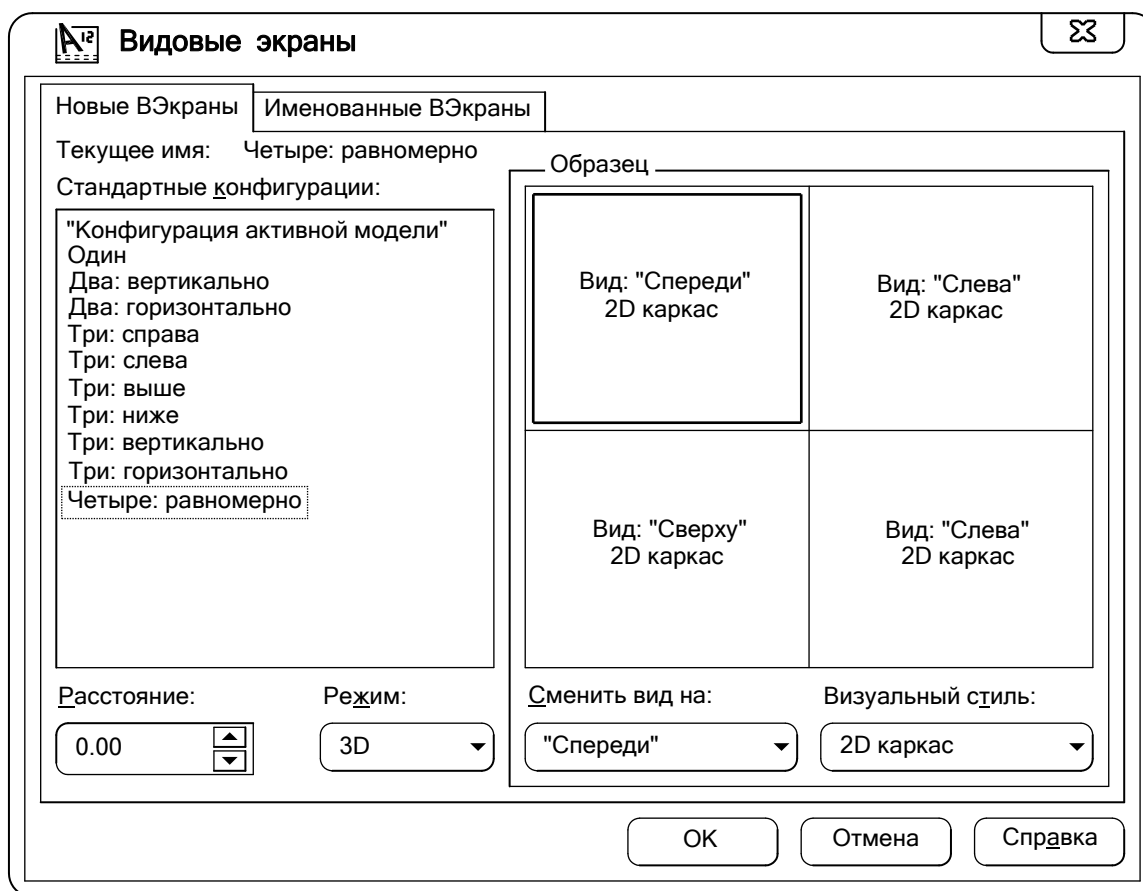 Видовые экраны
Новые ВЭкраны
Именованные ВЭкраны
Текущее имя: Четыре: равномерно
Стандартные конфигурации:
"Конфигурация активной модели"
Один
Два: вертикально
Два: горизонтально
Три: справа
Три: слева
Три: выше
Три: ниже
Три: вертикально
Три: горизонтально
Четыре: равномерно
Образец
Вид: "Спереди"
2D каркас
Вид: "Слева"
2D каркас
Вид: "Сверху"
2D каркас
Вид: "Слева"
2D каркас
Расстояние:
0.00
Режим:
3D
Сменить вид на:
"Спереди"
Визуальный стиль:
2D каркас
OK
Отмена
Справка